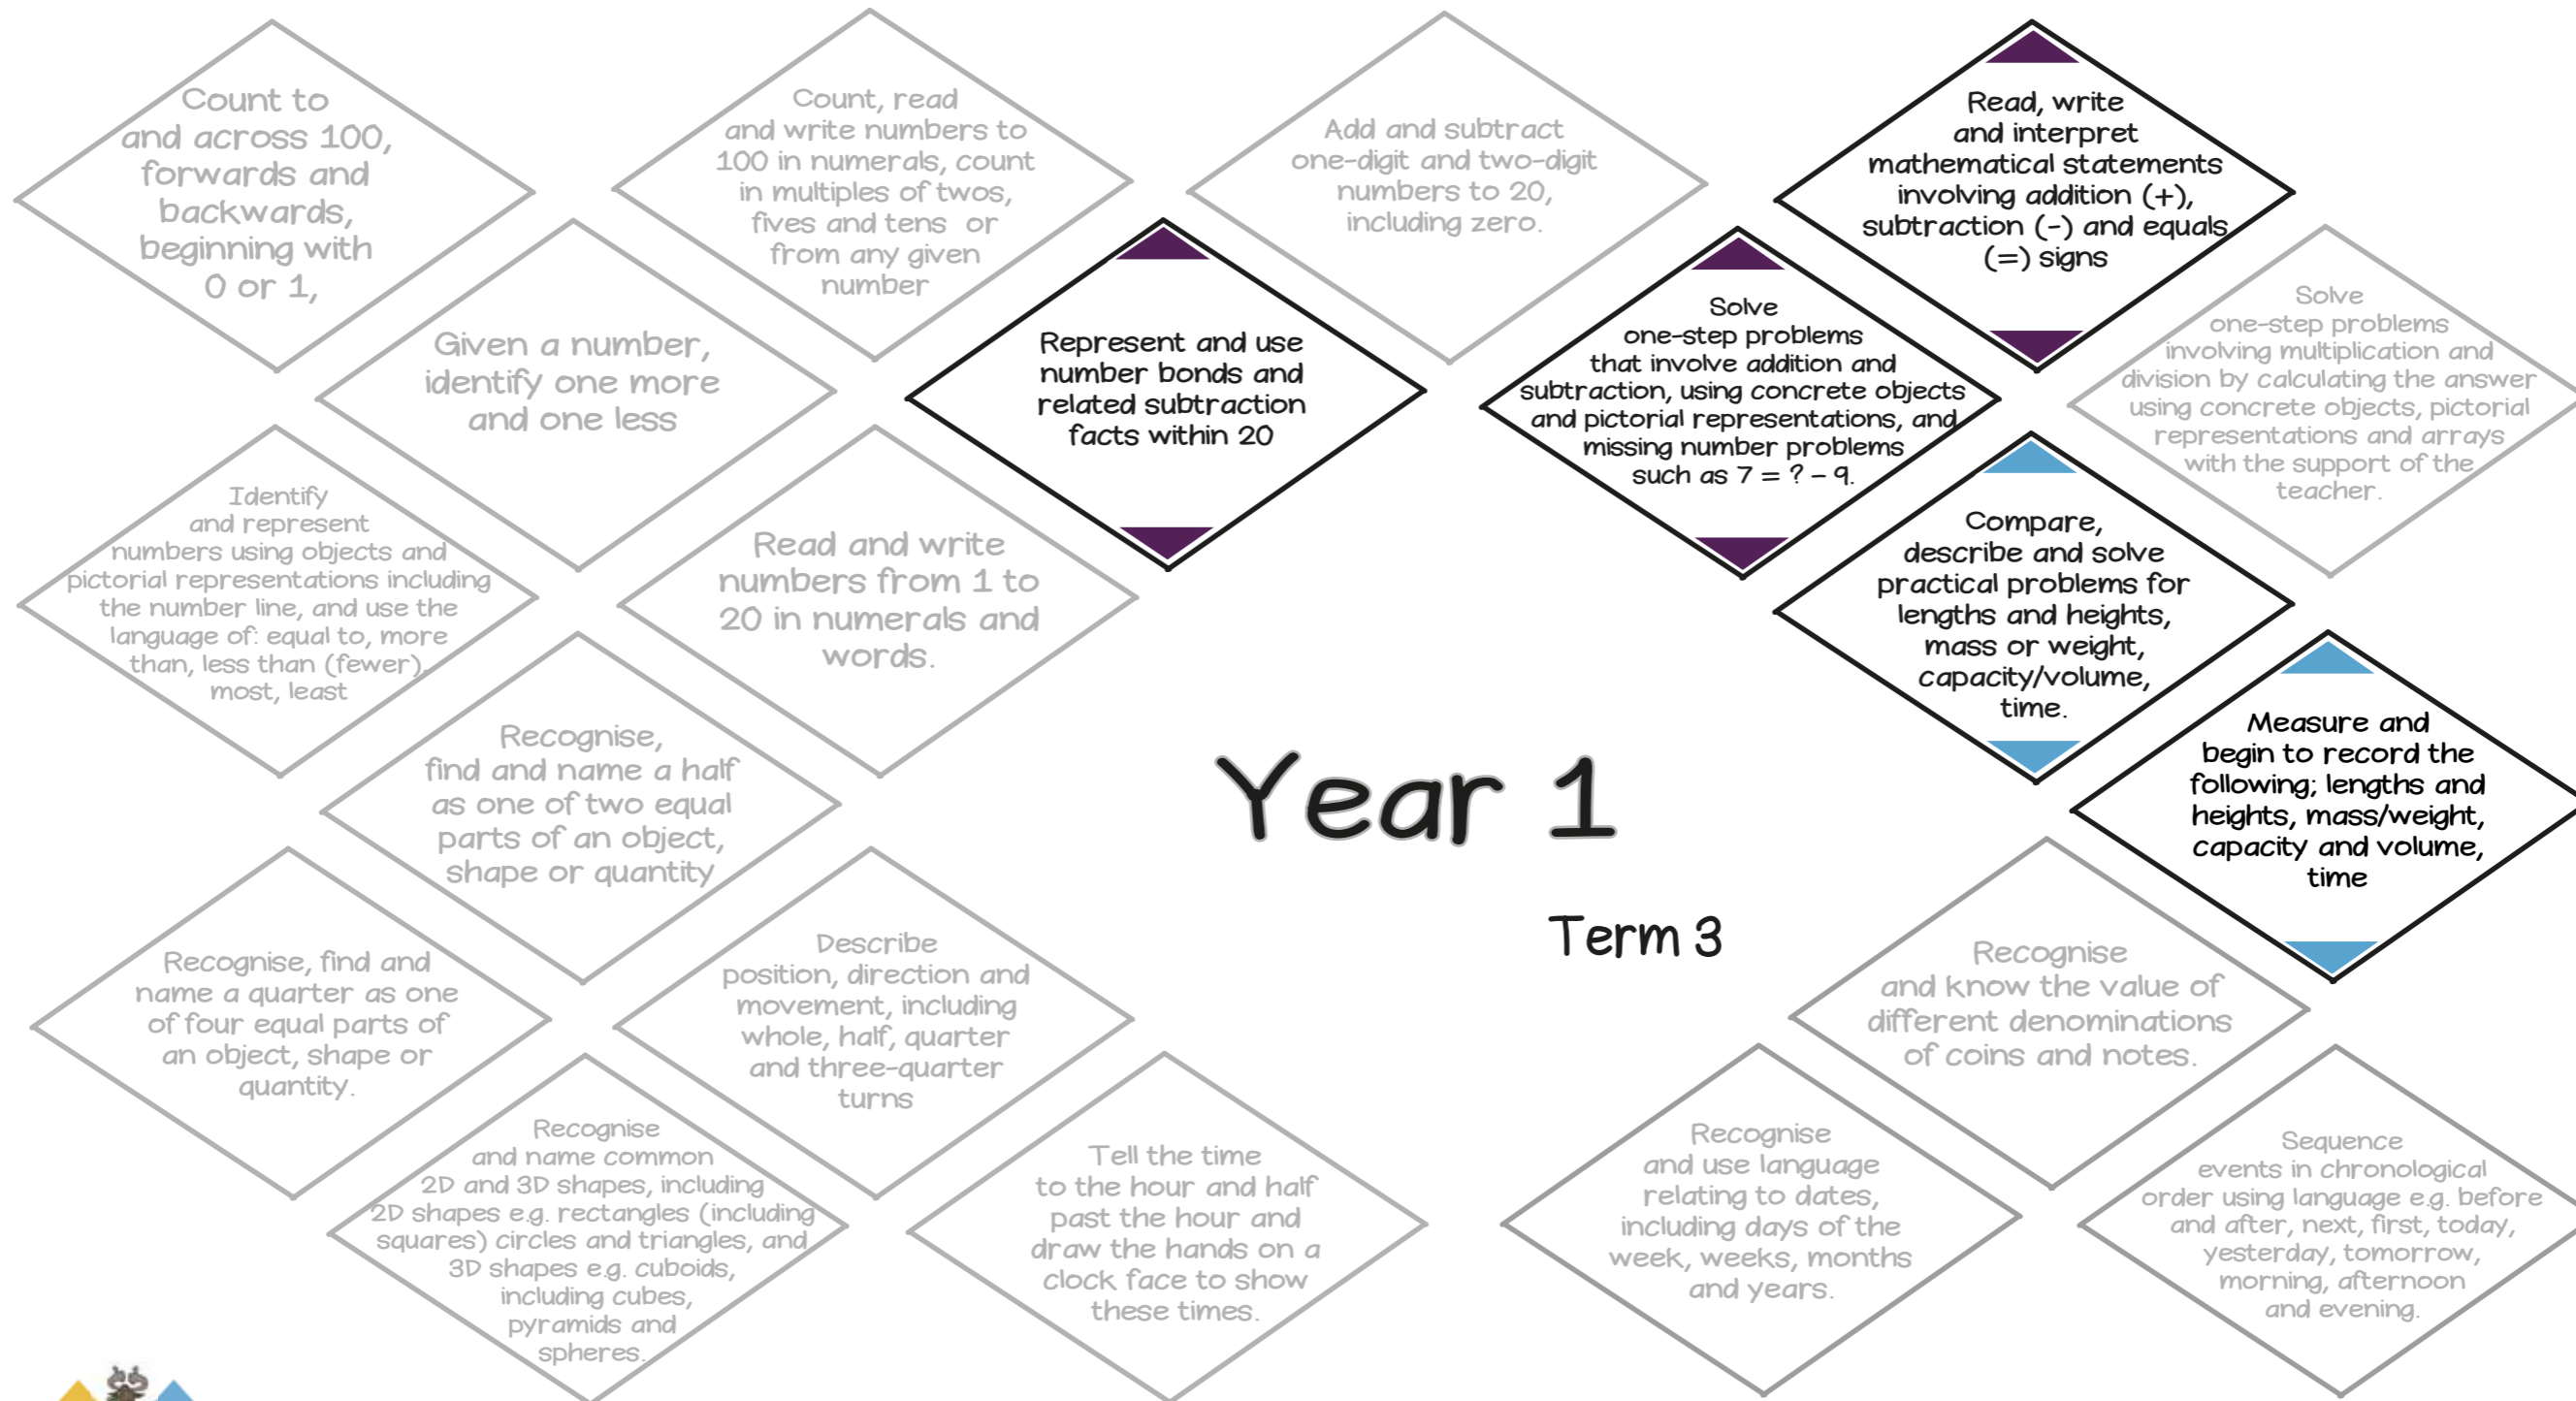 Count to
and across 100,
forwards and
backwards,
beginning with
0 or 1,
Count, read
and write numbers to
100 in numerals, count
in multiples of twos,
fives and tens or
from any given
number
Add and subtract
one-digit and two-digit
numbers to 20,
including zero.
Read, write
and interpret
mathematical statements
involving addition (+),
subtraction (-) and equals
(=) signs
Given a number,
identify one more
and one less
Represent and use
number bonds and
related subtraction
facts within 20
Solve
one-step problems
that involve addition and
subtraction, using concrete objects
and pictorial representations, and
missing number problems
such as 7 = ? – 9.
Solve
one-step problems
involving multiplication and
division by calculating the answer
using concrete objects, pictorial
representations and arrays
with the support of the
teacher.
Identify
and represent
numbers using objects and
pictorial representations including
the number line, and use the
language of: equal to, more
than, less than (fewer),
most, least
Read and write
numbers from 1 to
20 in numerals and
words.
Compare,
describe and solve
practical problems for
lengths and heights,
mass or weight,
capacity/volume,
time.
Recognise,
find and name a half
as one of two equal
parts of an object,
shape or quantity
Year 1
Term 3
Measure and
begin to record the
following; lengths and
heights, mass/weight,
capacity and volume,
time
Recognise, find and
name a quarter as one
of four equal parts of
an object, shape or
quantity.
Describe
position, direction and
movement, including
whole, half, quarter
and three-quarter
turns
Recognise
and know the value of
different denominations
of coins and notes.
Recognise
and name common
2D and 3D shapes, including
2D shapes e.g. rectangles (including
squares) circles and triangles, and
3D shapes e.g. cuboids,
including cubes,
pyramids and
spheres.
Tell the time
to the hour and half
past the hour and
draw the hands on a
clock face to show
these times.
Recognise
and use language
relating to dates,
including days of the
week, weeks, months
and years.
Sequence
events in chronological
order using language e.g. before
and after, next, first, today,
yesterday, tomorrow,
morning, afternoon
and evening.